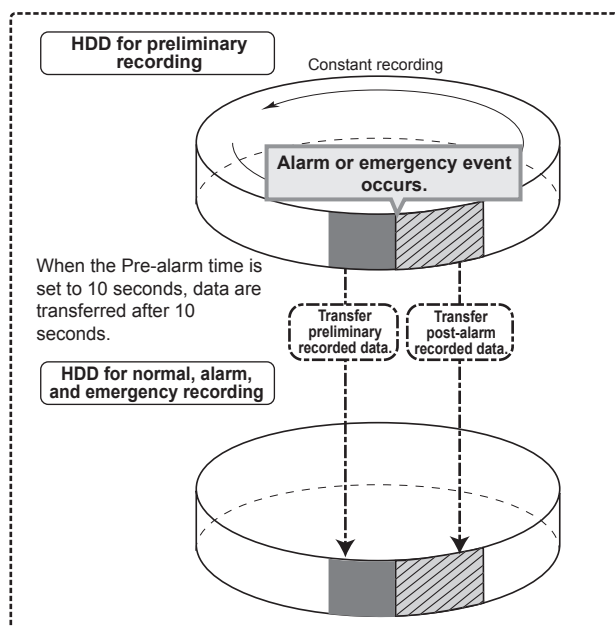 HDD for preliminary
recording
Constant recording
Alarm or emergency event
occurs.
When the Pre-alarm time is
set to 10 seconds, data are
transferred after 10
seconds.
Transfer
preliminary
recorded data.
Transfer
post-alarm
recorded data.
HDD for normal, alarm,
and emergency recording